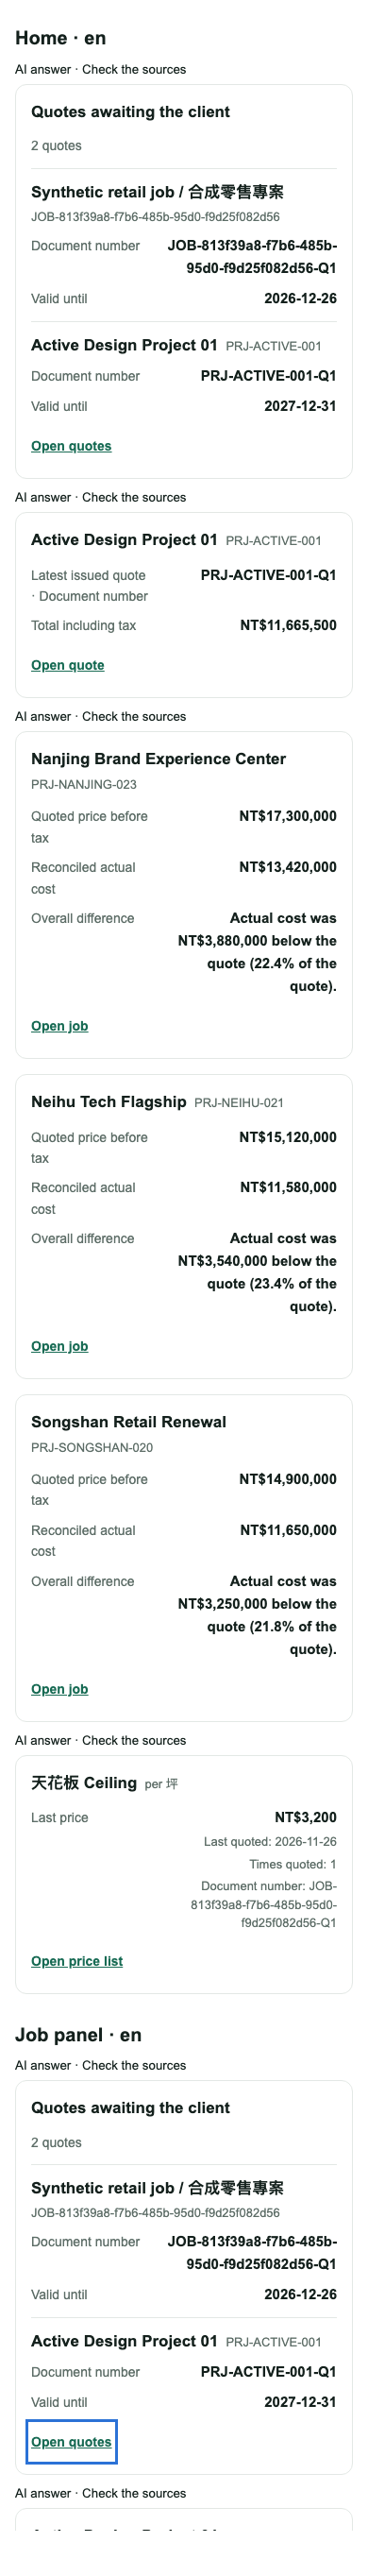 Home · en
AI answer · Check the sources
Quotes awaiting the client
2 quotes
Synthetic retail job / 合成零售專案
JOB-813f39a8-f7b6-485b-95d0-f9d25f082d56
Document number JOB-813f39a8-f7b6-485b-
95d0-f9d25f082d56-Q1
Valid until 2026-12-26
Active Design Project 01 PRJ-ACTIVE-001
Document number PRJ-ACTIVE-001-Q1
Valid until 2027-12-31
Open quotes
AI answer · Check the sources
Active Design Project 01 PRJ-ACTIVE-001
Latest issued quote PRJ-ACTIVE-001-Q1
· Document number
Total including tax NT$11,665,500
Open quote
AI answer · Check the sources
Nanjing Brand Experience Center
PRJ-NANJING-023
Quoted price before NT$17,300,000
tax
Reconciled actual NT$13,420,000
cost
Overall difference Actual cost was
NT$3,880,000 below the
quote (22.4% of the
quote).
Open job
Neihu Tech Flagship PRJ-NEIHU-021
Quoted price before NT$15,120,000
tax
Reconciled actual NT$11,580,000
cost
Overall difference Actual cost was
NT$3,540,000 below the
quote (23.4% of the
quote).
Open job
Songshan Retail Renewal
PRJ-SONGSHAN-020
Quoted price before NT$14,900,000
tax
Reconciled actual NT$11,650,000
cost
Overall difference Actual cost was
NT$3,250,000 below the
quote (21.8% of the
quote).
Open job
AI answer · Check the sources
天花板 Ceiling per 坪
Last price NT$3,200
Last quoted: 2026-11-26
Times quoted: 1
Document number: JOB-
813f39a8-f7b6-485b-95d0-
f9d25f082d56-Q1
Open price list
Job panel · en
AI answer · Check the sources
Quotes awaiting the client
2 quotes
Synthetic retail job / 合成零售專案
JOB-813f39a8-f7b6-485b-95d0-f9d25f082d56
Document number JOB-813f39a8-f7b6-485b-
95d0-f9d25f082d56-Q1
Valid until 2026-12-26
Active Design Project 01 PRJ-ACTIVE-001
Document number PRJ-ACTIVE-001-Q1
Valid until 2027-12-31
Open quotes
AI answer · Check the sources